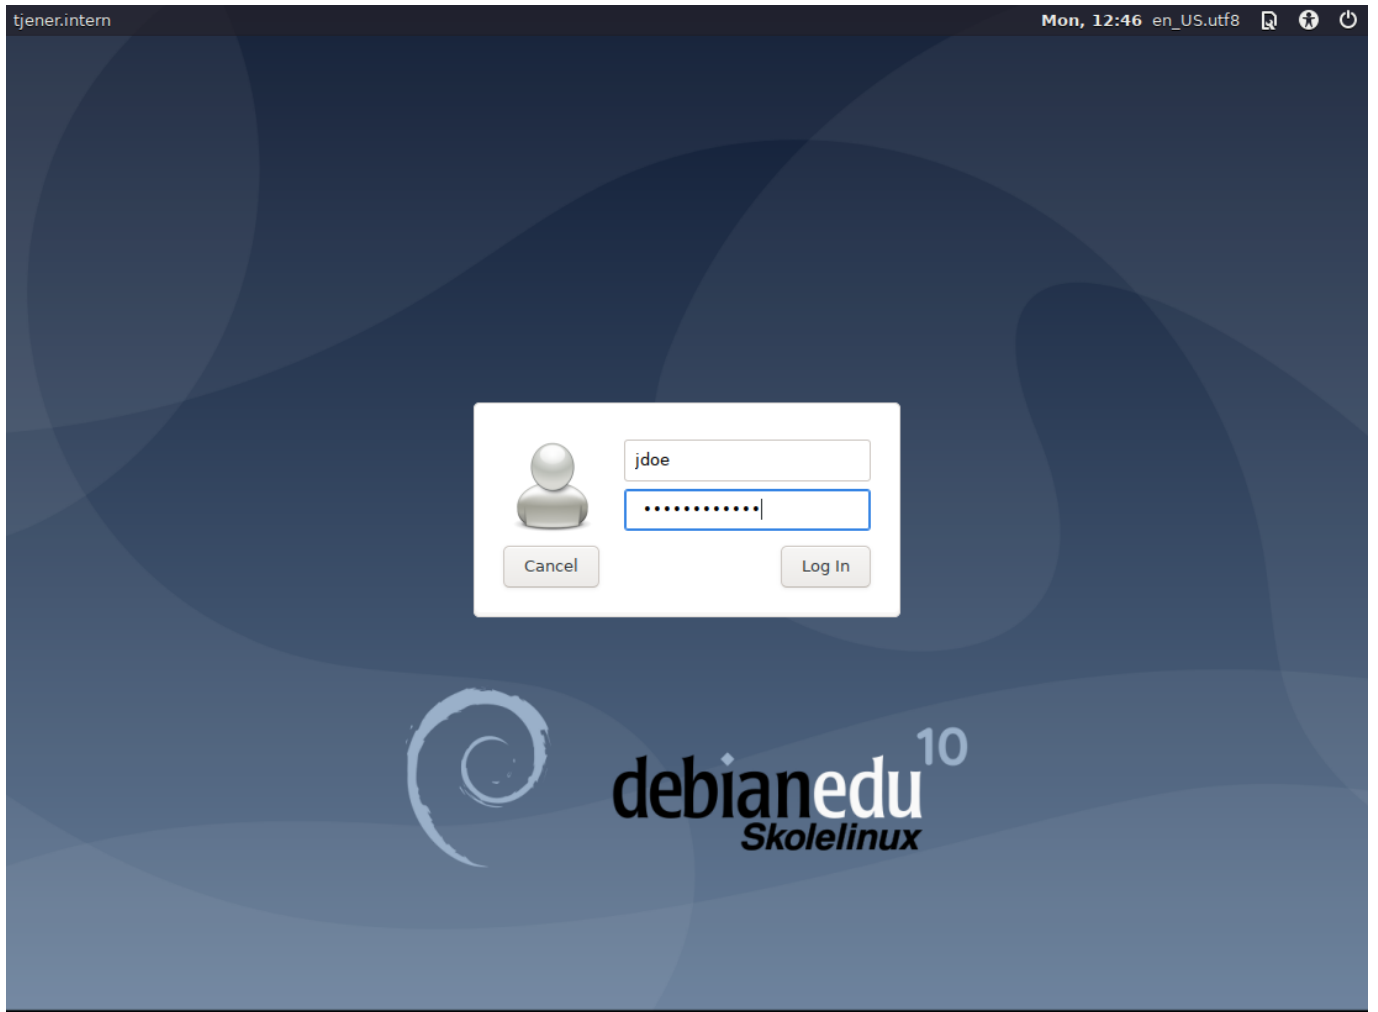 tjener.intern
Mon, 12:46 en_US.utf8
jdoe
••••••••••••
Cancel
Log In
debianedu 10
Skolelinux